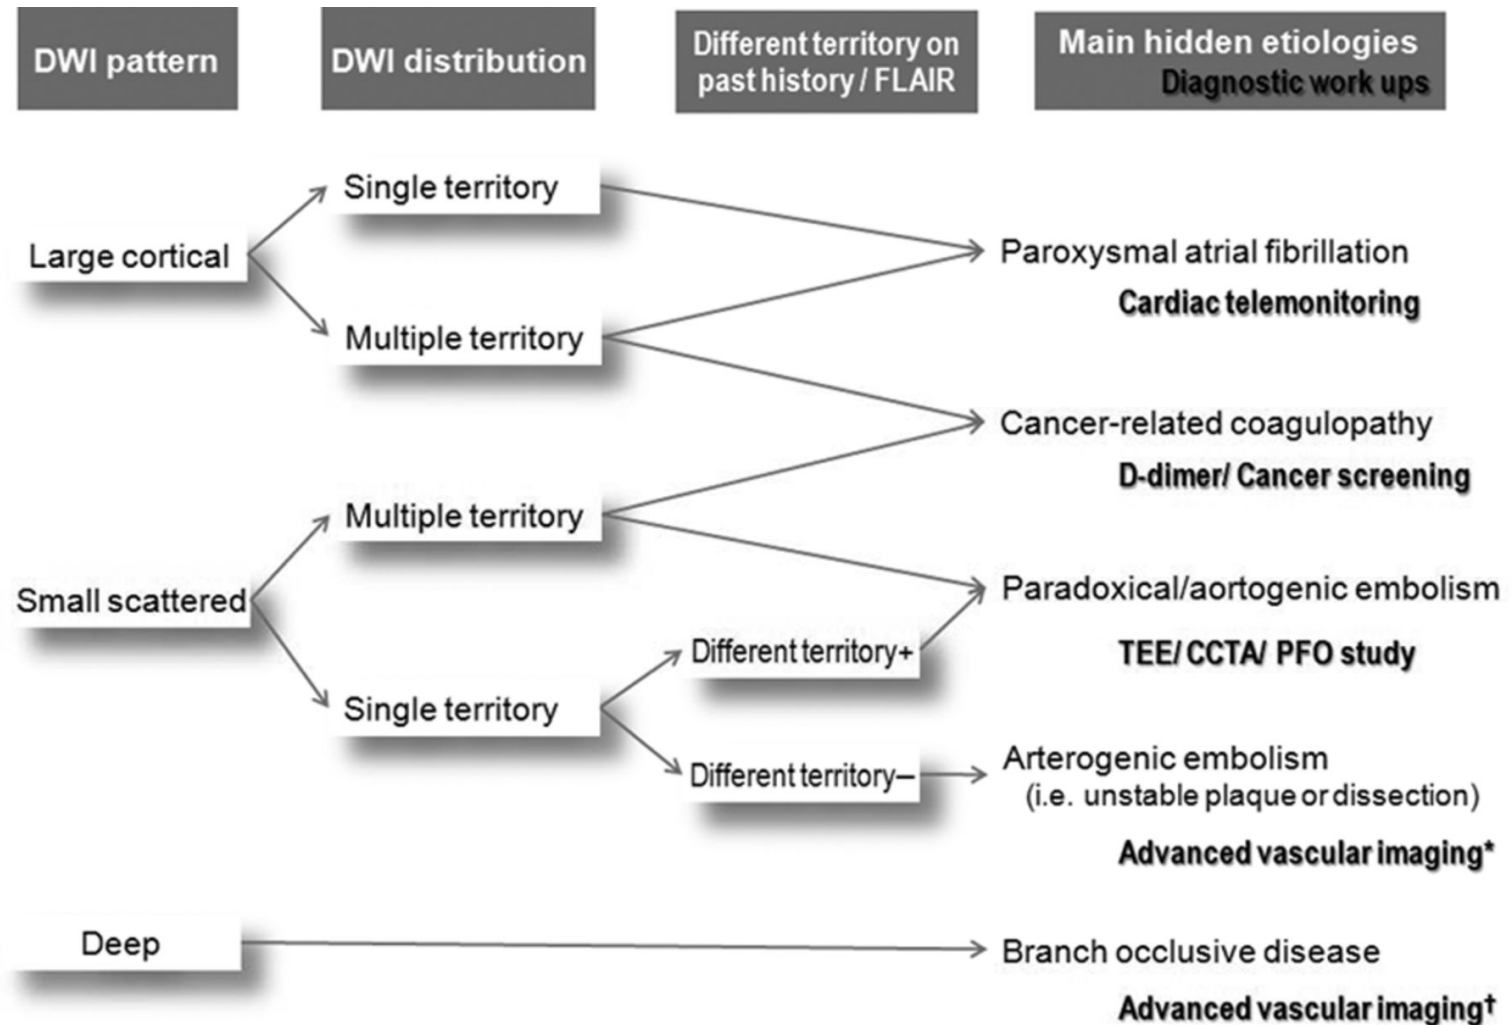 DWI pattern
DWI distribution
Different territory on
past history / FLAIR
Main hidden etiologies
Diagnostic work ups
Single territory
Large cortical
Multiple territory
Paroxysmal atrial fibrillation
Cardiac telemonitoring
Cancer-related coagulopathy
D-dimer/ Cancer screening
Multiple territory
Small scattered
Single territory
Different territory+
Different territory–
Paradoxical/aortogenic embolism
TEE/ CCTA/ PFO study
Arterogenic embolism
(i.e. unstable plaque or dissection)
Advanced vascular imaging*
Deep
Branch occlusive disease
Advanced vascular imaging†